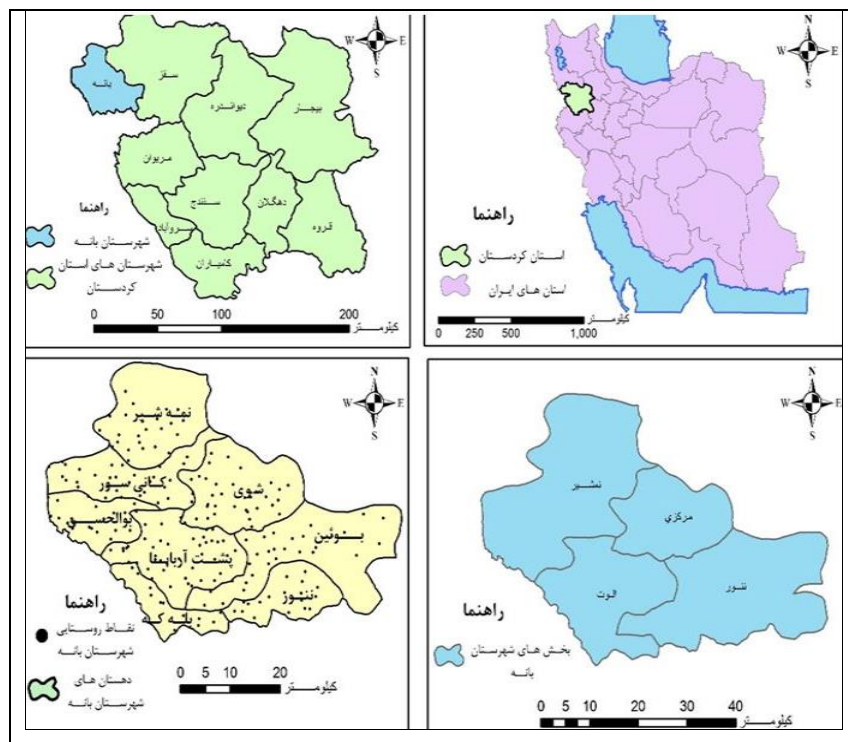 N
W E
S
سقز
بانه
دیواندره
بیجار
مریوان
سنندج
دهگلان
قروه
سروآباد
کامیاران
راهنما
شهرستان بانه
شهرستان های استان
کردستان
0 100 200
کیلومتر
N
W E
S
راهنما
استان کردستان
استان های ایران
0 250 500 1,000
کیلومتر
N
W E
S
نمه شیر
کانی سور
شوی
بوالحسن
بوئین
پشت آربابا
ننور
بانه که
راهنما
نقاط روستایی
شهرستان بانه
دهستان های
شهرستان بانه
0 5 10 20
کیلومتر
N
W E
S
نمشیر
مرکزي
ننور
الوت
راهنما
بخش های شهرستان
بانه
0 5 10 20 30 40
کیلومتر